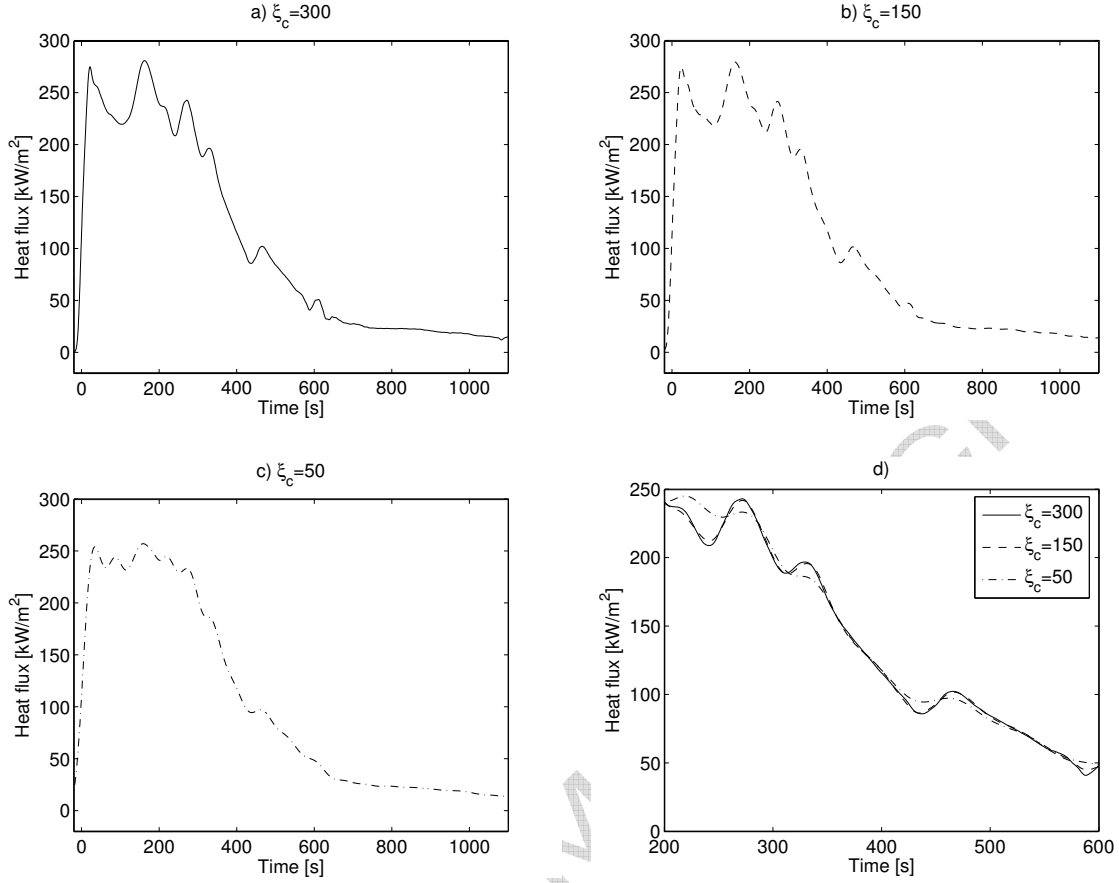 a) ξc=300
300
250
200
150
100
50
0
Heat flux [kW/m2]
0 200 400 600 800 1000
Time [s]
b) ξc=150
300
250
200
150
100
50
0
Heat flux [kW/m2]
0 200 400 600 800 1000
Time [s]
c) ξc=50
300
250
200
150
100
50
0
Heat flux [kW/m2]
0 200 400 600 800 1000
Time [s]
d)
250
200
150
100
50
0
Heat flux [kW/m2]
200 300 400 500 600
Time [s]
ξc=300
ξc=150
ξc=50